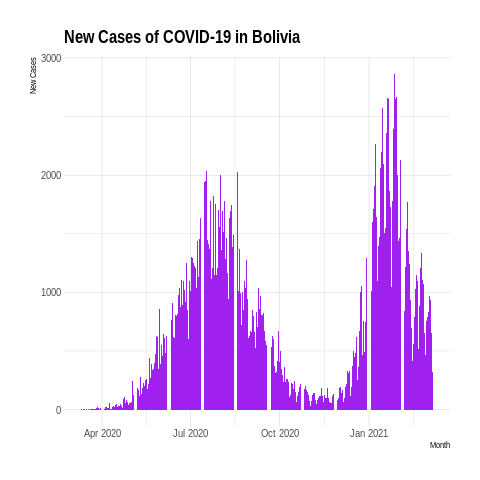 New Cases of COVID-19 in Bolivia
New Cases
3000
2000
1000
0
Apr 2020 Jul 2020 Oct 2020 Jan 2021
Month